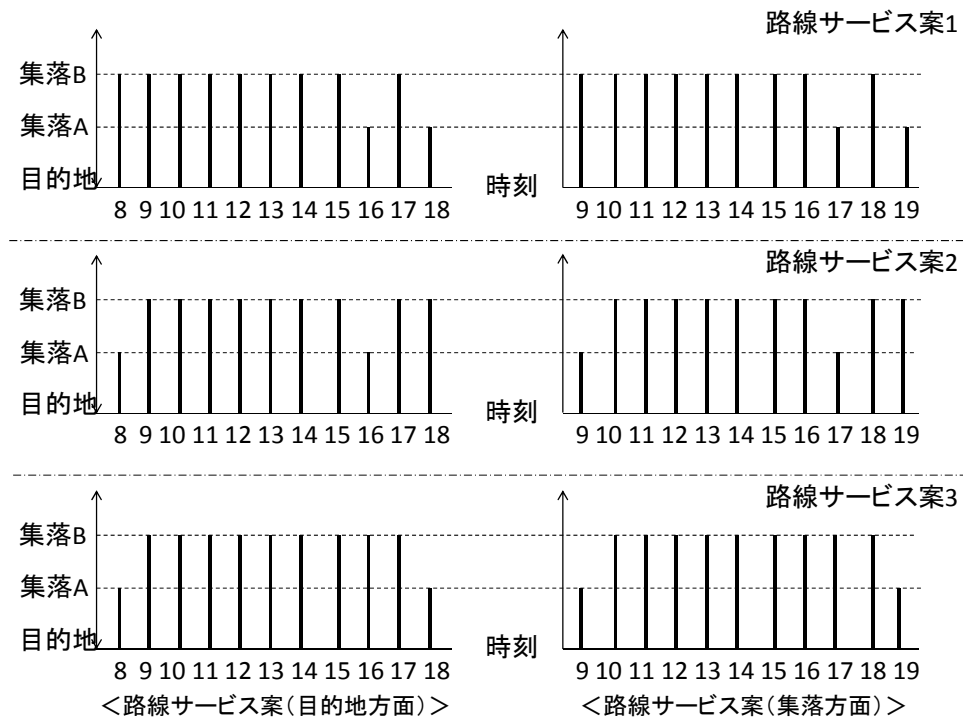 路線サービス案1
集落B
集落A
目的地
時刻
8 9 10 11 12 13 14 15 16 17 18
9 10 11 12 13 14 15 16 17 18 19
路線サービス案2
集落B
集落A
目的地
時刻
8 9 10 11 12 13 14 15 16 17 18
9 10 11 12 13 14 15 16 17 18 19
路線サービス案3
集落B
集落A
目的地
時刻
8 9 10 11 12 13 14 15 16 17 18
9 10 11 12 13 14 15 16 17 18 19
＜路線サービス案(目的地方面)＞
＜路線サービス案(集落方面)＞